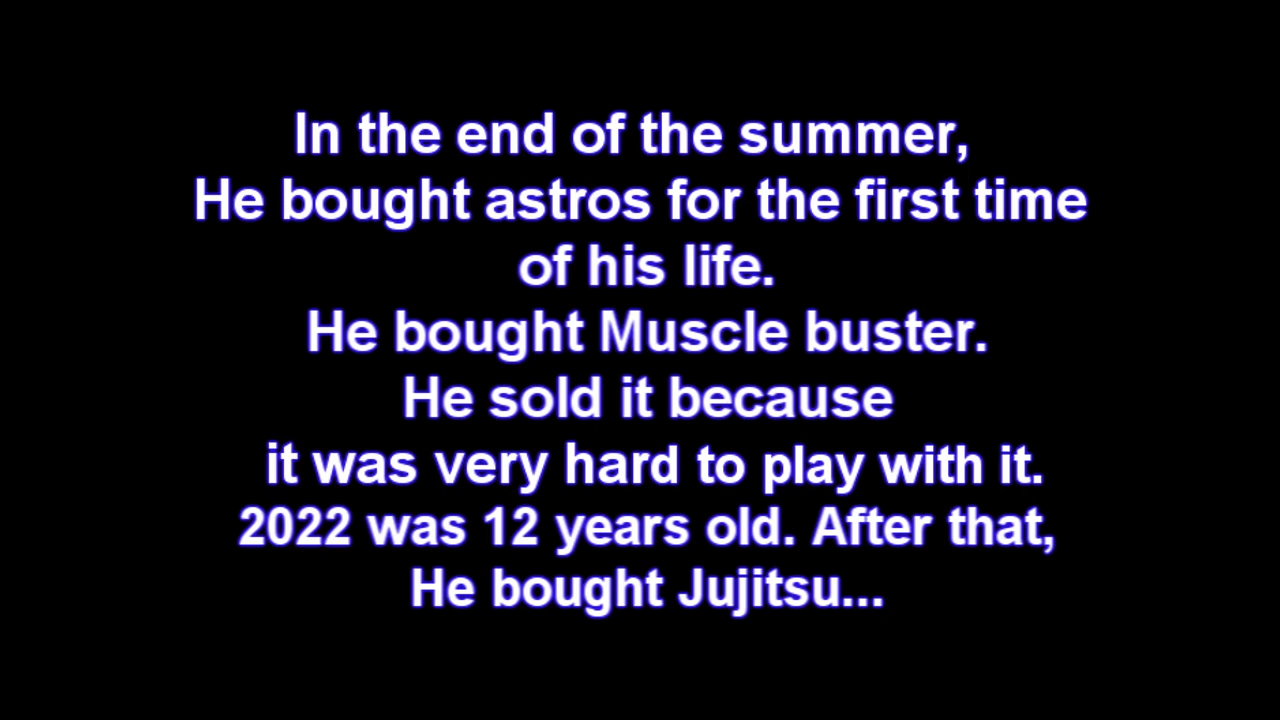 In the end of the summer,
He bought astros for the first time
of his life.
He bought Muscle buster.
He sold it because
it was very hard to play with it.
2022 was 12 years old. After that,
He bought Jujitsu...